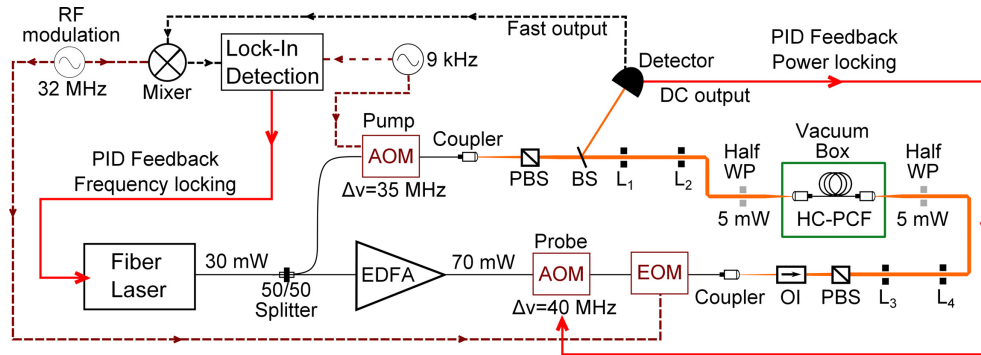 RF
modulation
32 MHz
Mixer
Lock-In
Detection
9 kHz
Fast output
Detector
DC output
PID Feedback
Power locking
PID Feedback
Frequency locking
Pump
AOM
Δν=35 MHz
Coupler
PBS
BS
L1
L2
Half
WP
5 mW
Vacuum
Box
HC-PCF
Half
WP
5 mW
Fiber
Laser
30 mW
50/50
Splitter
EDFA
70 mW
Probe
AOM
Δν=40 MHz
EOM
Coupler
OI
PBS
L3
L4